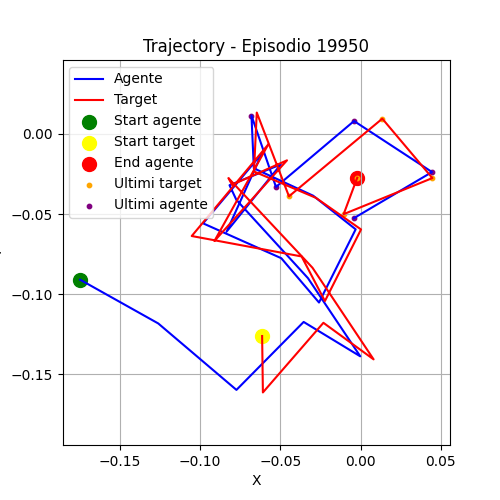 Trajectory - Episodio 19950
Agente
Target
Start agente
Start target
End agente
Ultimi target
Ultimi agente
0.00
−0.05
−0.10
−0.15
−0.15
−0.10
−0.05
0.00
0.05
X